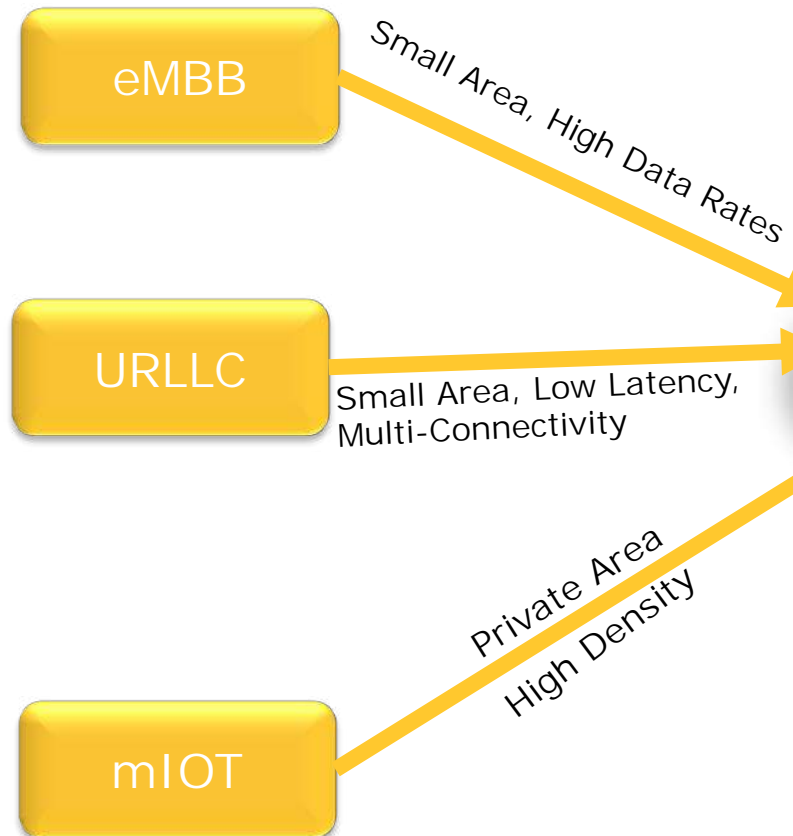 eMBB
Small Area, High Data Rates
URLLC
Small Area, Low Latency,
Multi-Connectivity
Private Area
High Density
mIOT